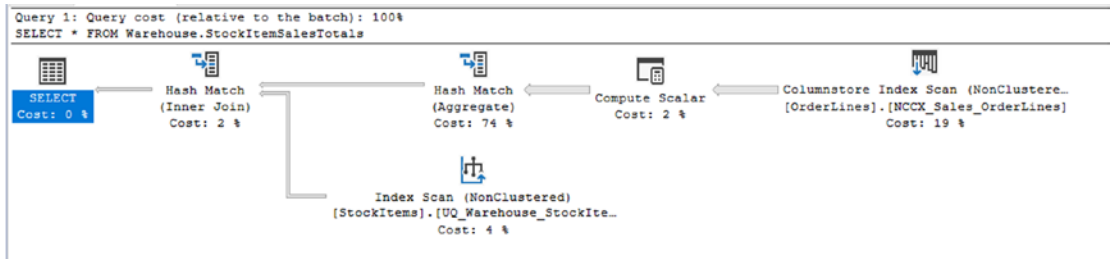 Query 1: Query cost (relative to the batch): 100%
SELECT * FROM Warehouse.StockItemSalesTotals
SELECT
Cost: 0 %
Hash Match
(Inner Join)
Cost: 2 %
Hash Match
(Aggregate)
Cost: 74 %
Compute Scalar
Cost: 2 %
Columnstore Index Scan (NonClustere…
[OrderLines].[NCCX_Sales_OrderLines]
Cost: 19 %
Index Scan (NonClustered)
[StockItems].[UQ_Warehouse_StockIte…
Cost: 4 %